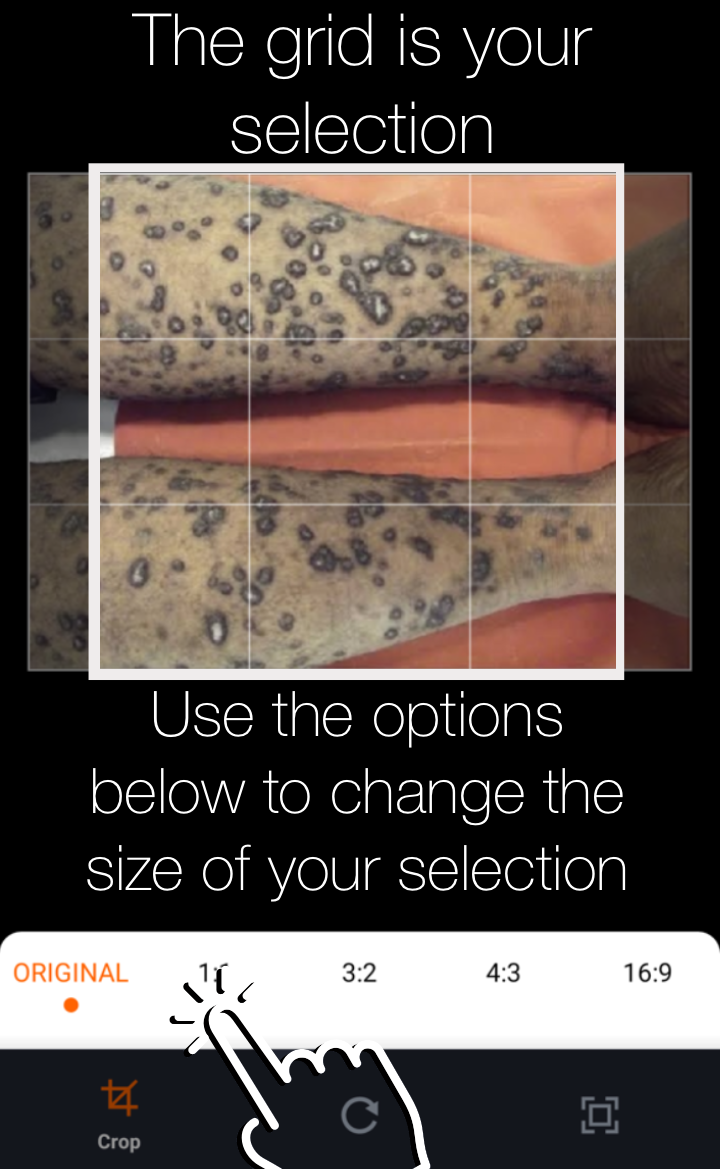 The grid is your
selection
Use the options
below to change the
size of your selection
ORIGINAL
3:2
4:3
16:9
Crop